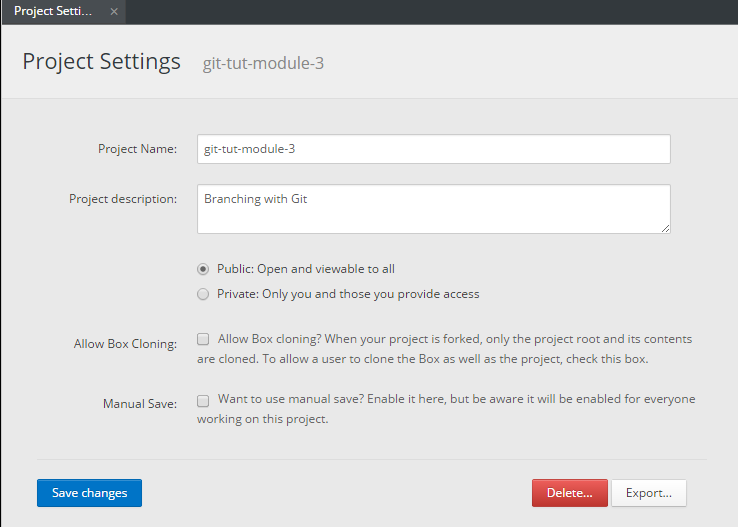 Project Setti...
Project Settings git-tut-module-3
Project Name: git-tut-module-3
Project description: Branching with Git
Public: Open and viewable to all
Private: Only you and those you provide access
Allow Box Cloning: Allow Box cloning? When your project is forked, only the project root and its contents
are cloned. To allow a user to clone the Box as well as the project, check this box.
Manual Save: Want to use manual save? Enable it here, but be aware it will be enabled for everyone
working on this project.
Save changes Delete... Export...